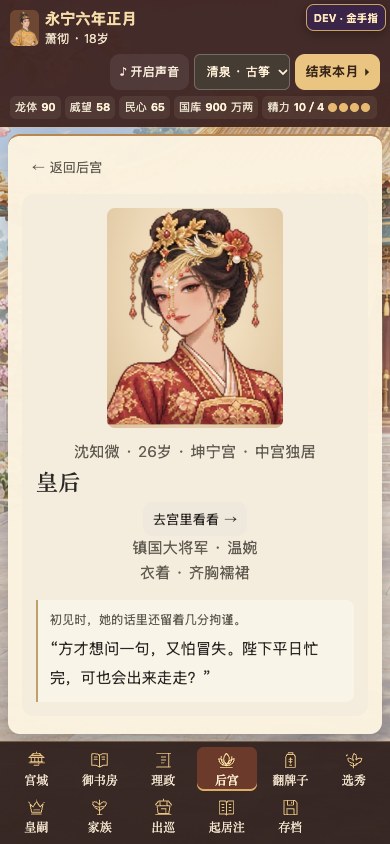 永宁六年正月
萧彻 · 18岁
DEV · 金手指
♪ 开启声音
清泉 · 古筝
结束本月 ›
龙体 90
威望 58
民心 65
国库 900 万两
精力 10 / 4
← 返回后宫
沈知微 · 26岁 · 坤宁宫 · 中宫独居
皇后
去宫里看看 →
镇国大将军 · 温婉
衣着 · 齐胸襦裙
初见时，她的话里还留着几分拘谨。
“方才想问一句，又怕冒失。陛下平日忙
完，可也会出来走走？”
宫城
御书房
理政
后宫
翻牌子
选秀
皇嗣
家族
出巡
起居注
存档